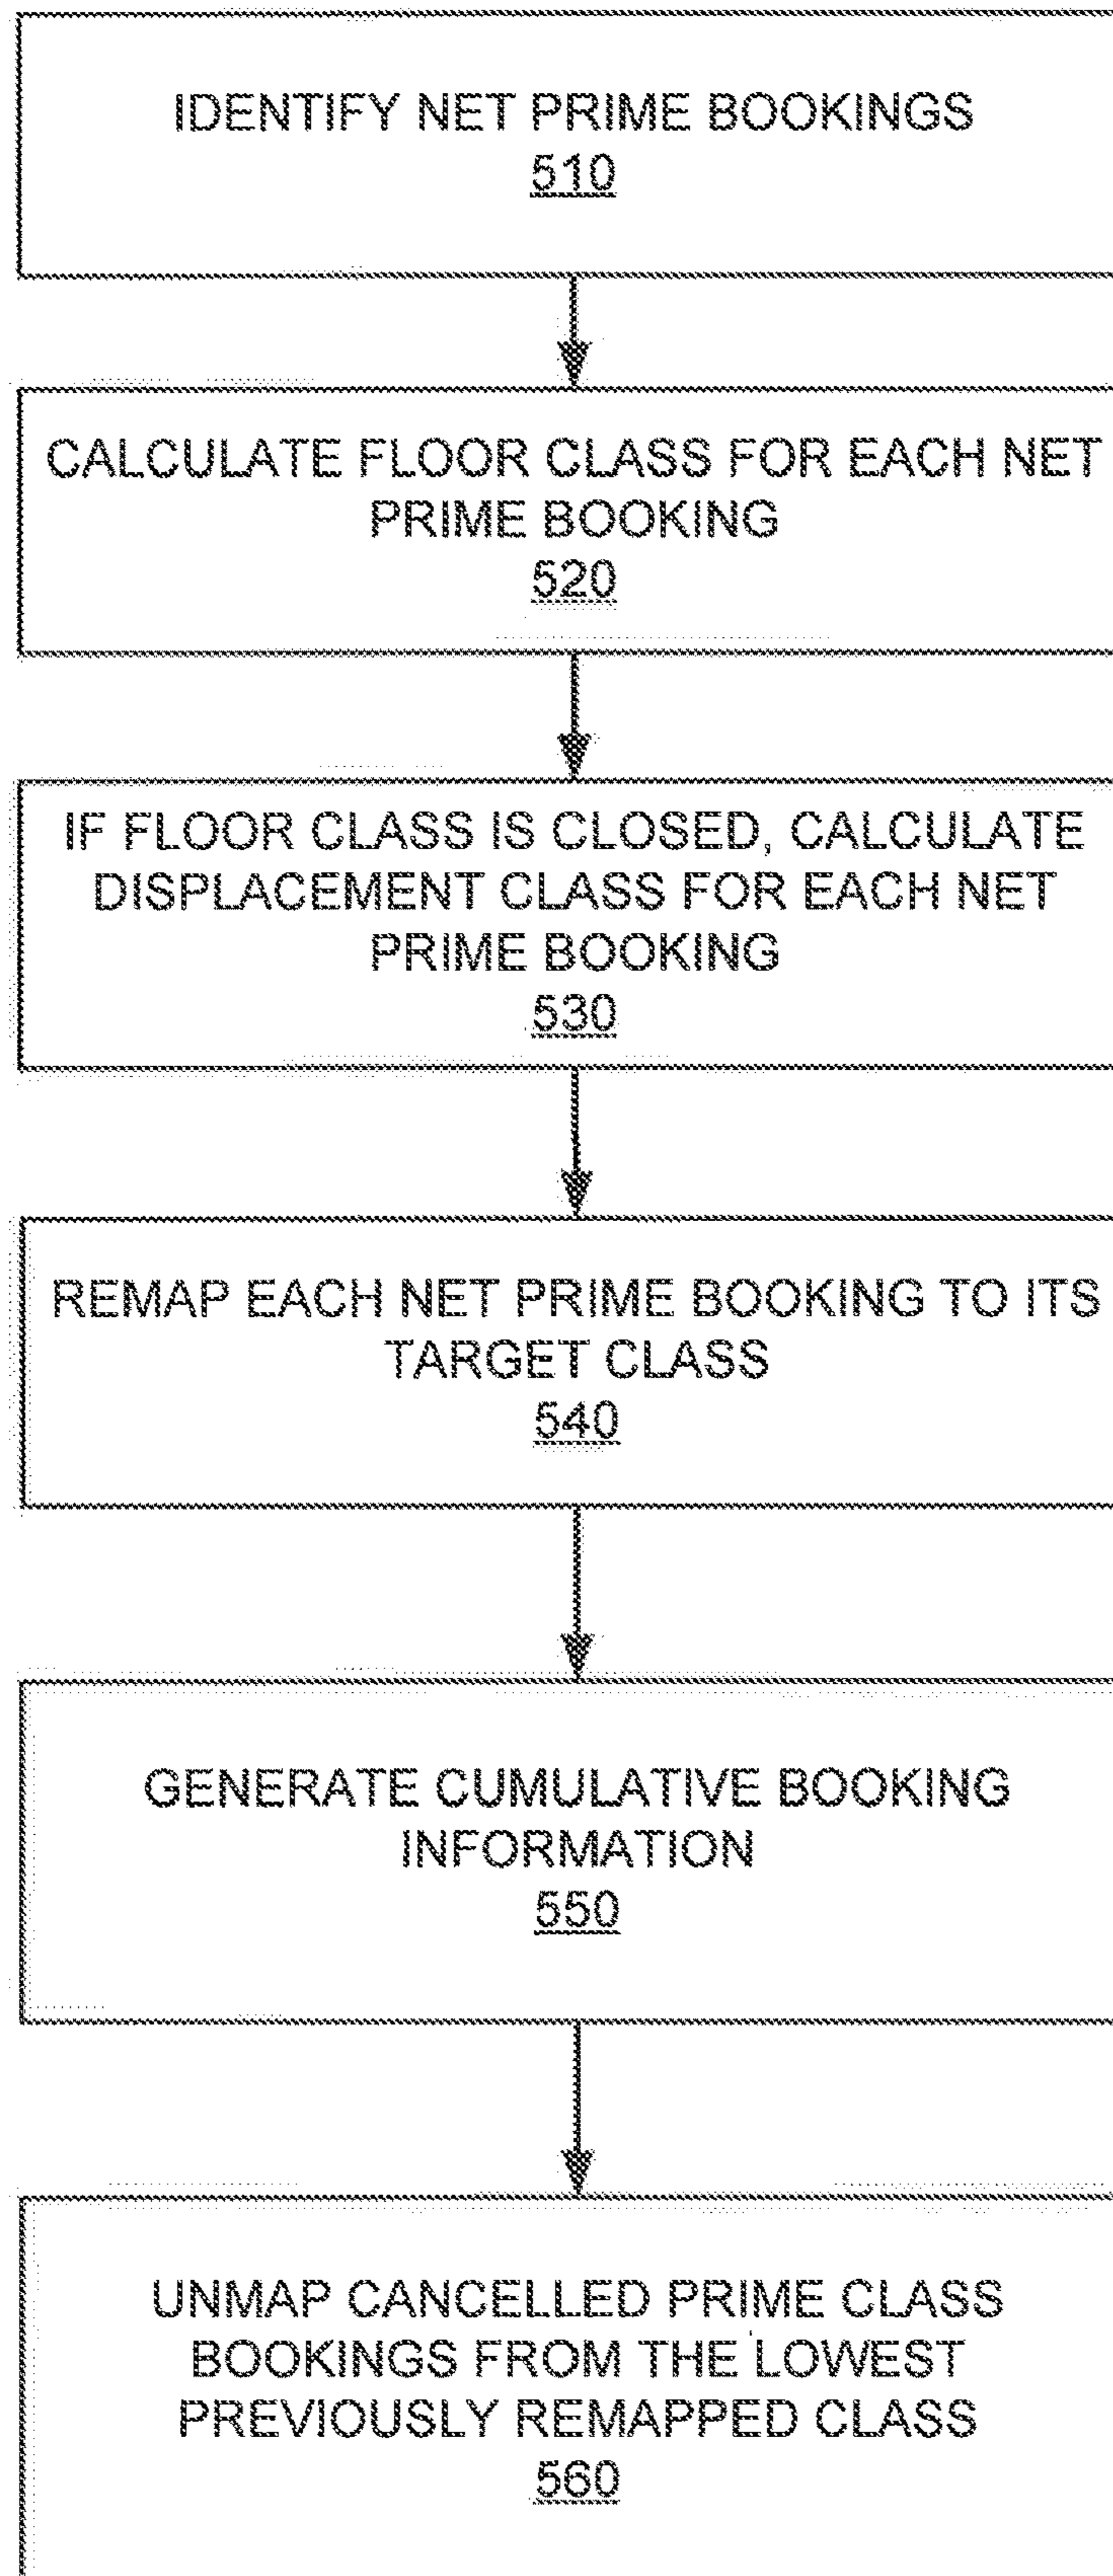 IDENTIFY NET PRIME BOOKINGS
510
CALCULATE FLOOR CLASS FOR EACH NET
PRIME BOOKING
520
IF FLOOR CLASS IS CLOSED, CALCULATE
DISPLACEMENT CLASS FOR EACH NET
PRIME BOOKING
530
REMAP EACH NET PRIME BOOKING TO ITS
TARGET CLASS
540
GENERATE CUMULATIVE BOOKING
INFORMATION
550
UNMAP CANCELLED PRIME CLASS
BOOKINGS FROM THE LOWEST
PREVIOUSLY REMAPPED CLASS
560